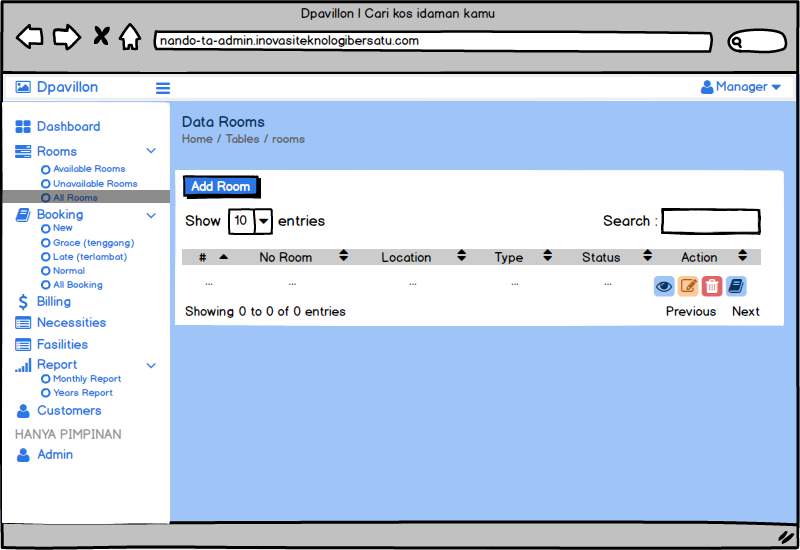 Dpavillon | Cari kos idaman kamu
nando-ta-admin.inovasiteknologibersatu.com
Dpavillon
Manager
Dashboard
Rooms
Available Rooms
Unavailable Rooms
All Rooms
Booking
New
Grace (tenggang)
Late (terlambat)
Normal
All Booking
Billing
Necessities
Fasilities
Report
Monthly Report
Years Report
Customers
HANYA PIMPINAN
Admin
Data Rooms
Home / Tables / rooms
Add Room
Show 10 entries
Search :
# No Room Location Type Status Action
... ... ... ... ...
Showing 0 to 0 of 0 entries
Previous Next